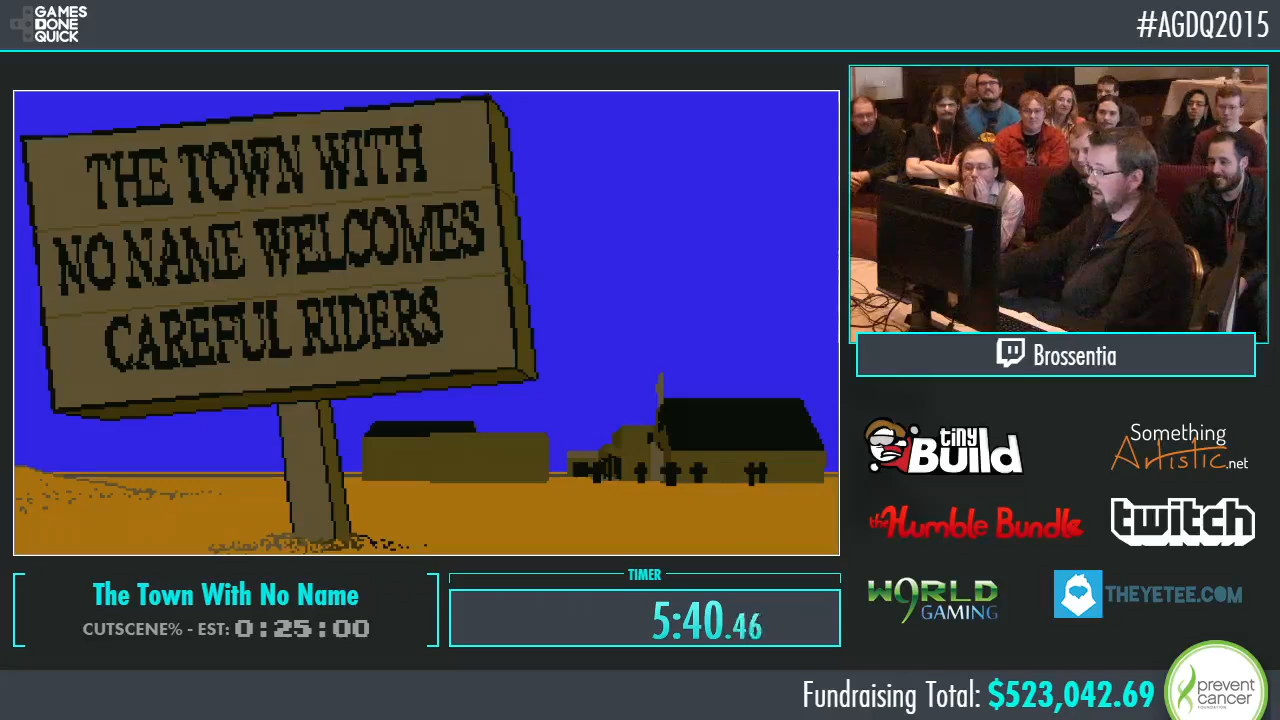 GAMES
DONE
QUICK
#AGDQ2015
THE TOWN WITH
NO NAME WELCOMES
CAREFUL RIDERS
Brossentia
tiny
Build
Something
Artistic.net
the Humble Bundle
twitch
W9RLD
GAMING
THEYETEE.COM
The Town With No Name
CUTSCENE% - EST: 0:25:00
TIMER
5:40.46
Fundraising Total: $523,042.69
prevent
cancer
FOUNDATION